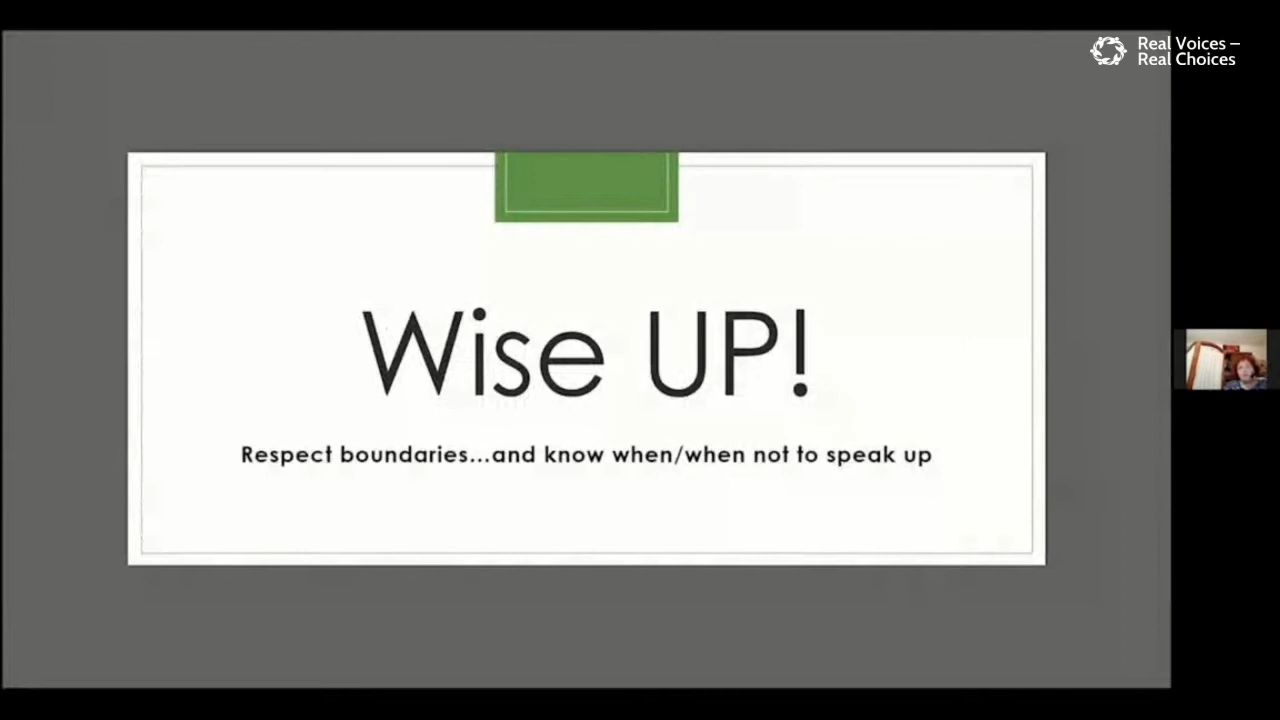 Real Voices –
Real Choices
Wise UP!
Respect boundaries...and know when/when not to speak up